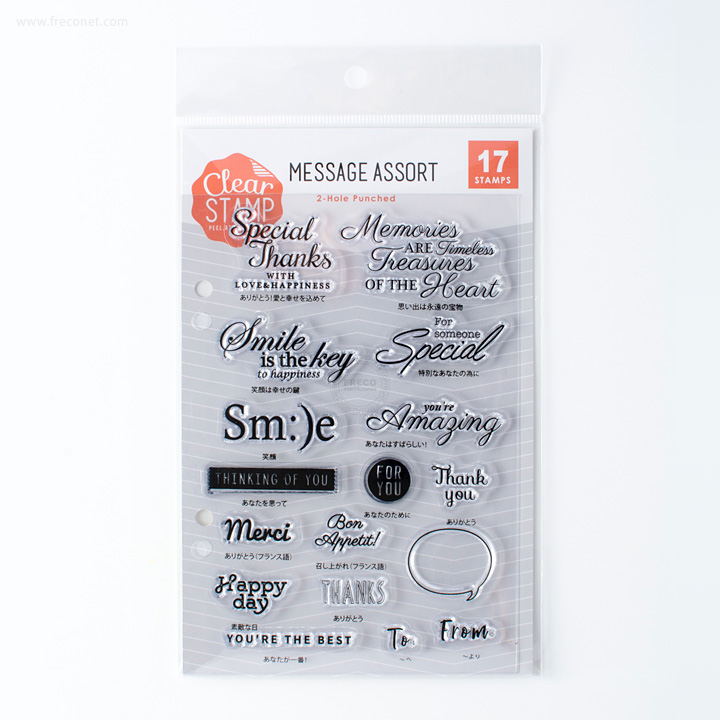 www.freconet.com
MESSAGE ASSORT
17
STAMPS
2-Hole Punched
Clear
STAMP
Special
Thanks
WITH
LOVE&HAPPINESS
ありがとう!愛と幸せを込めて
Memories
ARE Timeless
Treasures
OF THE Heart
思い出は永遠の宝物
Smile
is the key
to happiness
笑顔は幸せの鍵
For
someone
Special
特別なあなたの為に
FRECO
Sm:)e
笑顔
you're
Amazing
あなたはすばらしい!
THINKING OF YOU
あなたを思って
FOR
YOU
あなたのために
Thank
you
ありがとう
Merci
ありがとう(フランス語)
Bon
Appetit!
召し上がれ(フランス語)
Happy
day
素敵な日
THANKS
ありがとう
YOU'RE THE BEST
あなたが一番!
To
〜へ
From
〜より